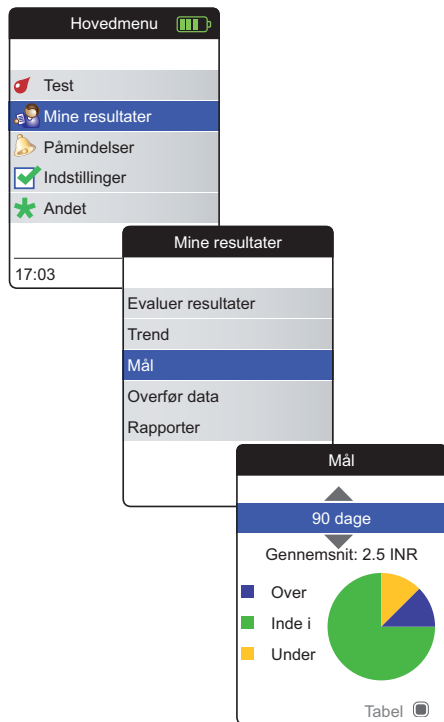 Hovedmenu
Test
Mine resultater
Påmindelser
Indstillinger
Andet
17:03
Mine resultater
Evaluer resultater
Trend
Mål
Overfør data
Rapporter
Mål
90 dage
Gennemsnit: 2.5 INR
Over
Inde i
Under
Tabel